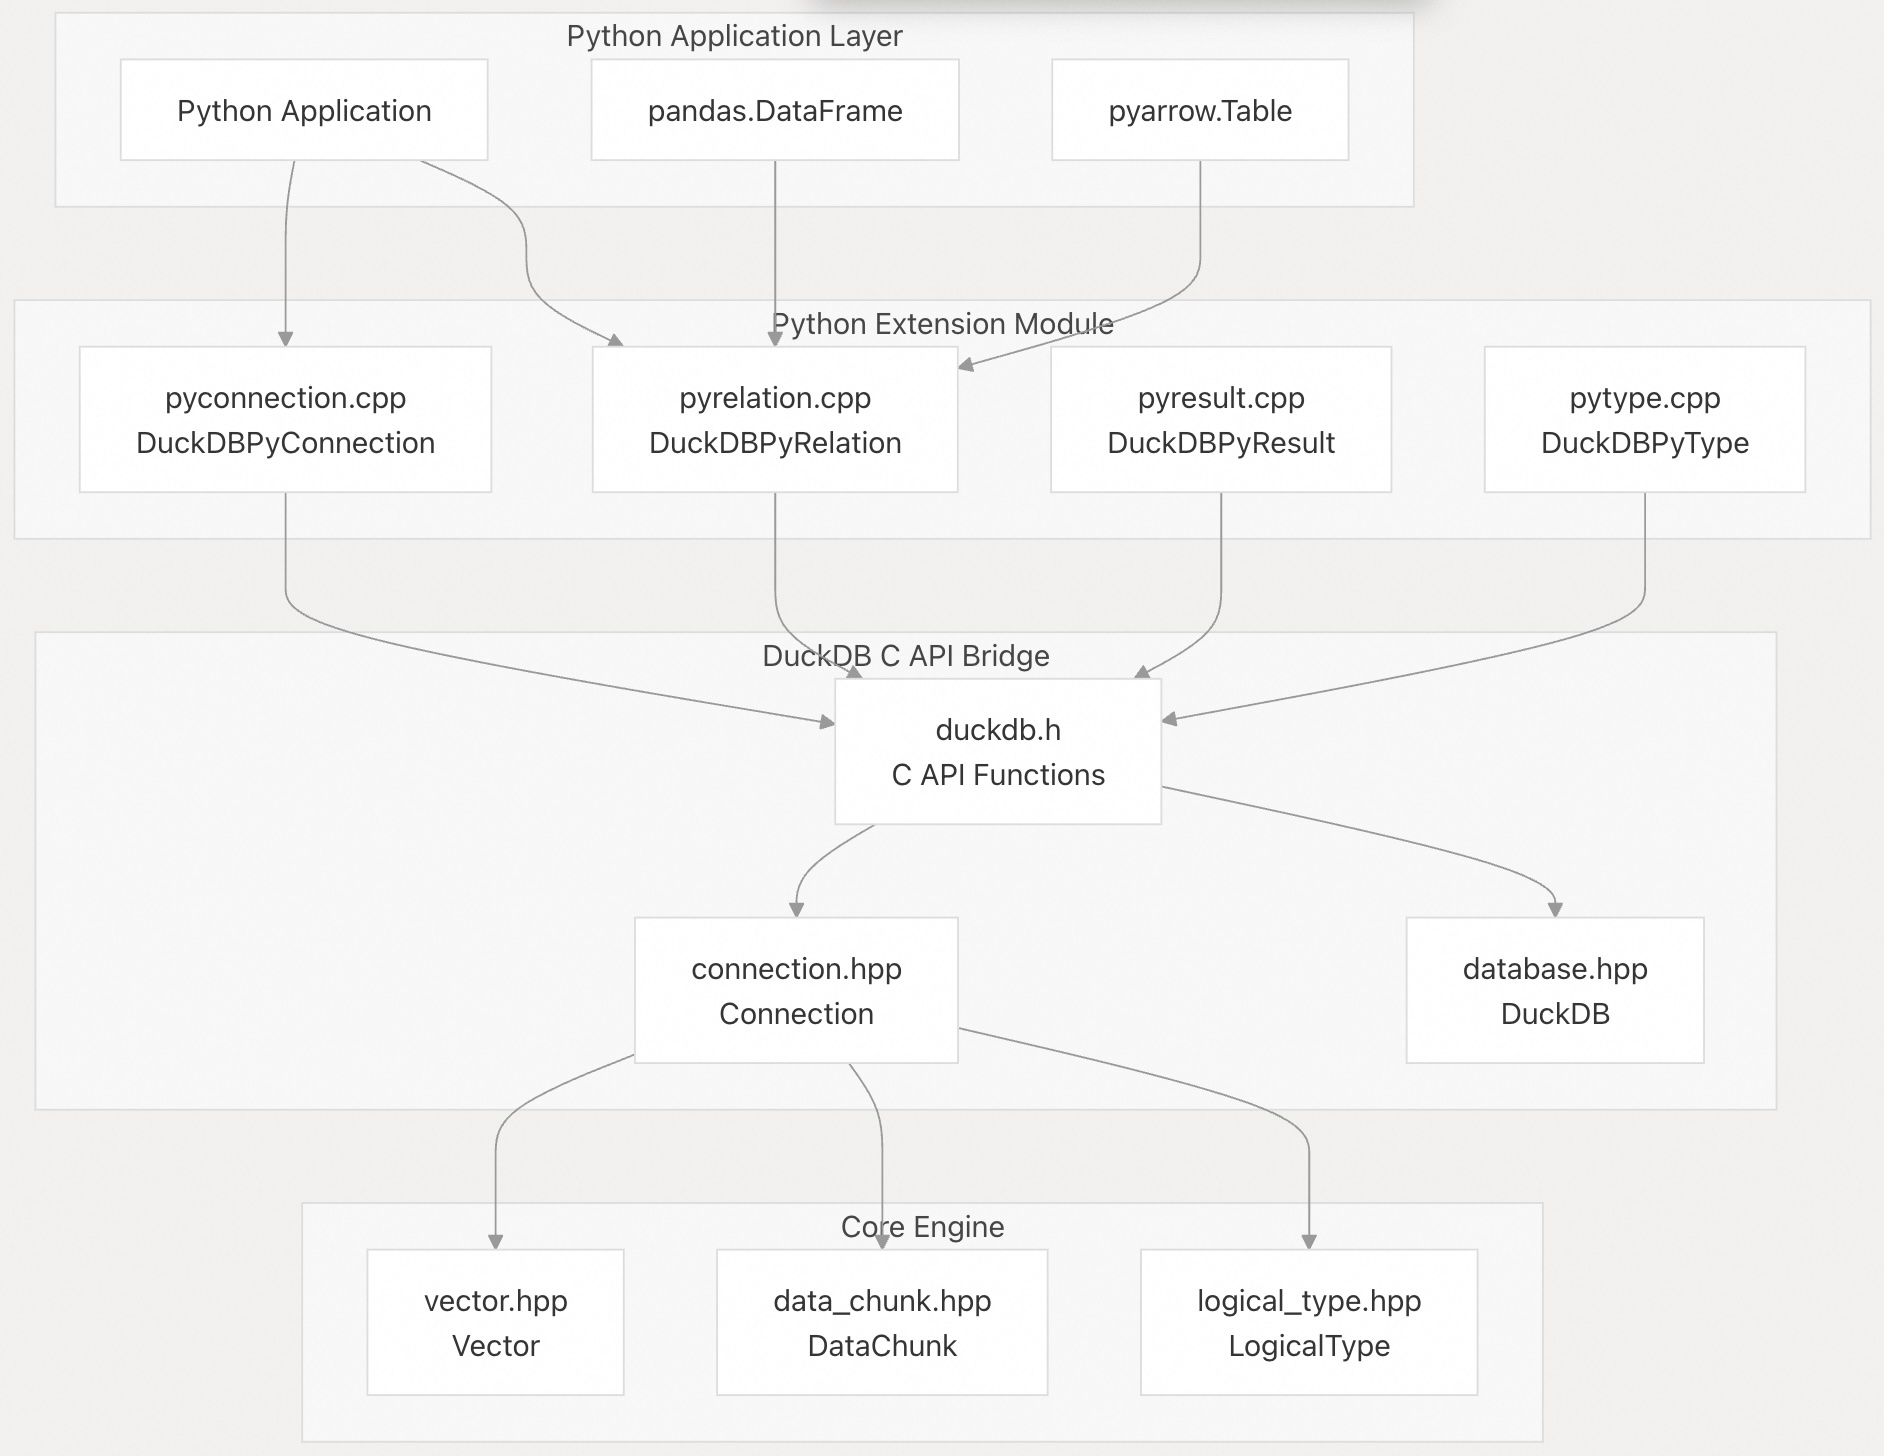 Python Application Layer
Python Application
pandas.DataFrame
pyarrow.Table
Python Extension Module
pyconnection.cpp
DuckDBPyConnection
pyrelation.cpp
DuckDBPyRelation
pyresult.cpp
DuckDBPyResult
pytype.cpp
DuckDBPyType
DuckDB C API Bridge
duckdb.h
C API Functions
connection.hpp
Connection
database.hpp
DuckDB
Core Engine
vector.hpp
Vector
data_chunk.hpp
DataChunk
logical_type.hpp
LogicalType